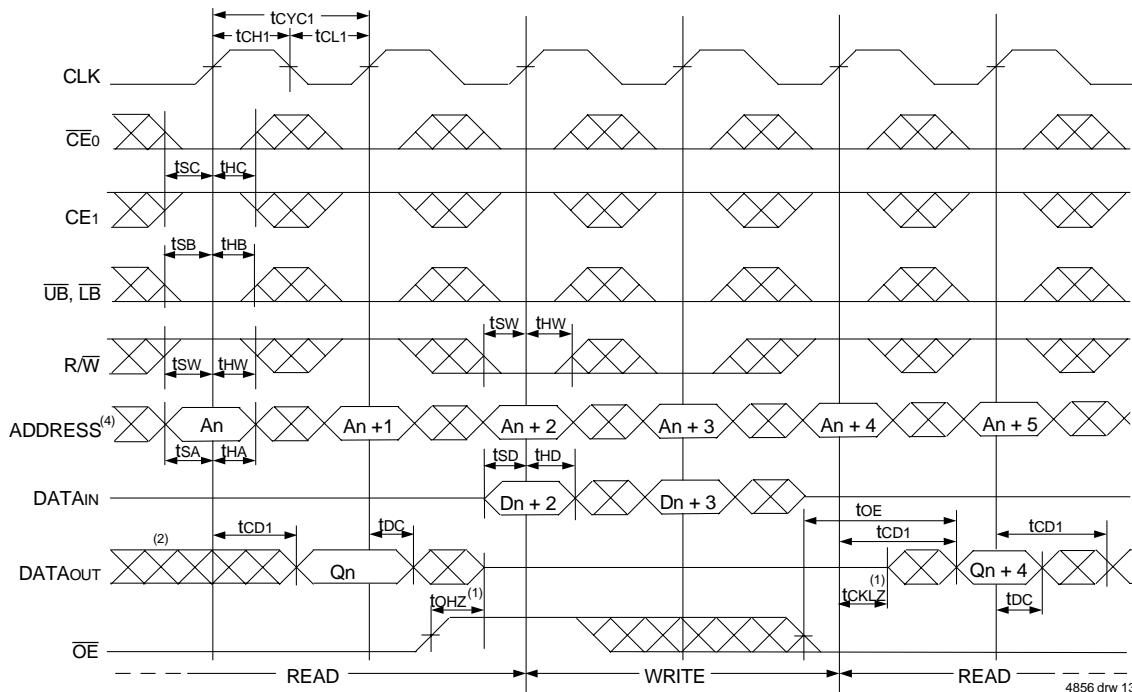 tCYC1
tCH1 tCL1
CLK
CE0
tSC tHC
CE1
tSB tHB
UB, LB
tSW tHW
R/W
tSW tHW
ADDRESS(4) An An +1 An + 2 An + 3 An + 4 An + 5
tSA tHA
tSD tHD
DATAIN Dn + 2 Dn + 3
tOE
tCD1 tDC tCD1 tCD1
(2)
DATAOUT Qn Qn + 4
tOHZ(1) tCKLZ(1) tDC
OE
READ WRITE READ
4856 drw 13